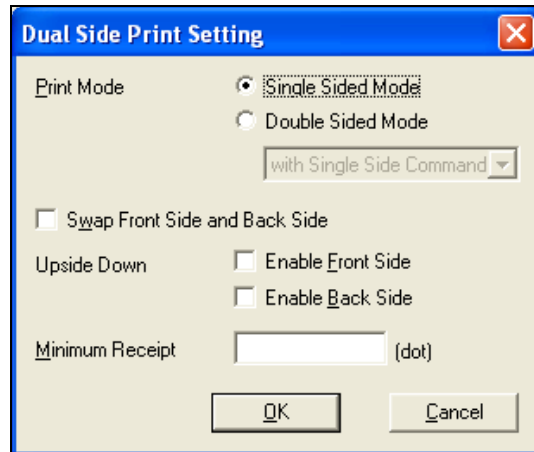 Dual Side Print Setting
Print Mode
Single Sided Mode
Double Sided Mode
with Single Side Command
Swap Front Side and Back Side
Upside Down
Enable Front Side
Enable Back Side
Minimum Receipt
(dot)
OK
Cancel